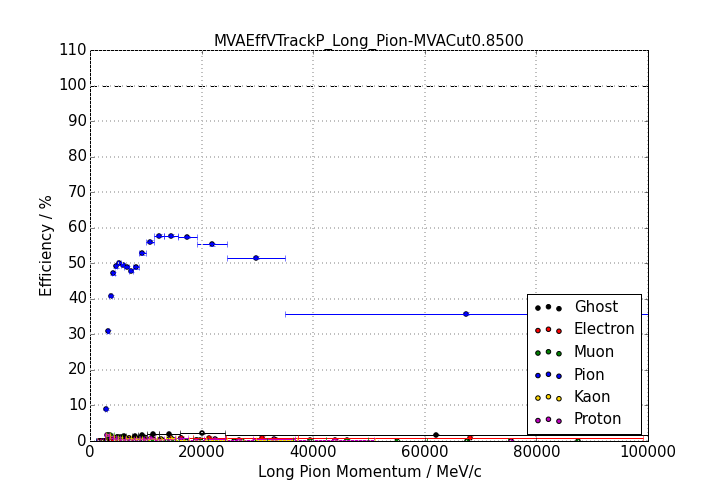 MVAEffVTrackP_Long_Pion-MVACut0.8500
110
100
90
80
70
60
50
40
30
20
10
0
Efficiency / %
Ghost
Electron
Muon
Pion
Kaon
Proton
0 20000 40000 60000 80000 100000
Long Pion Momentum / MeV/c